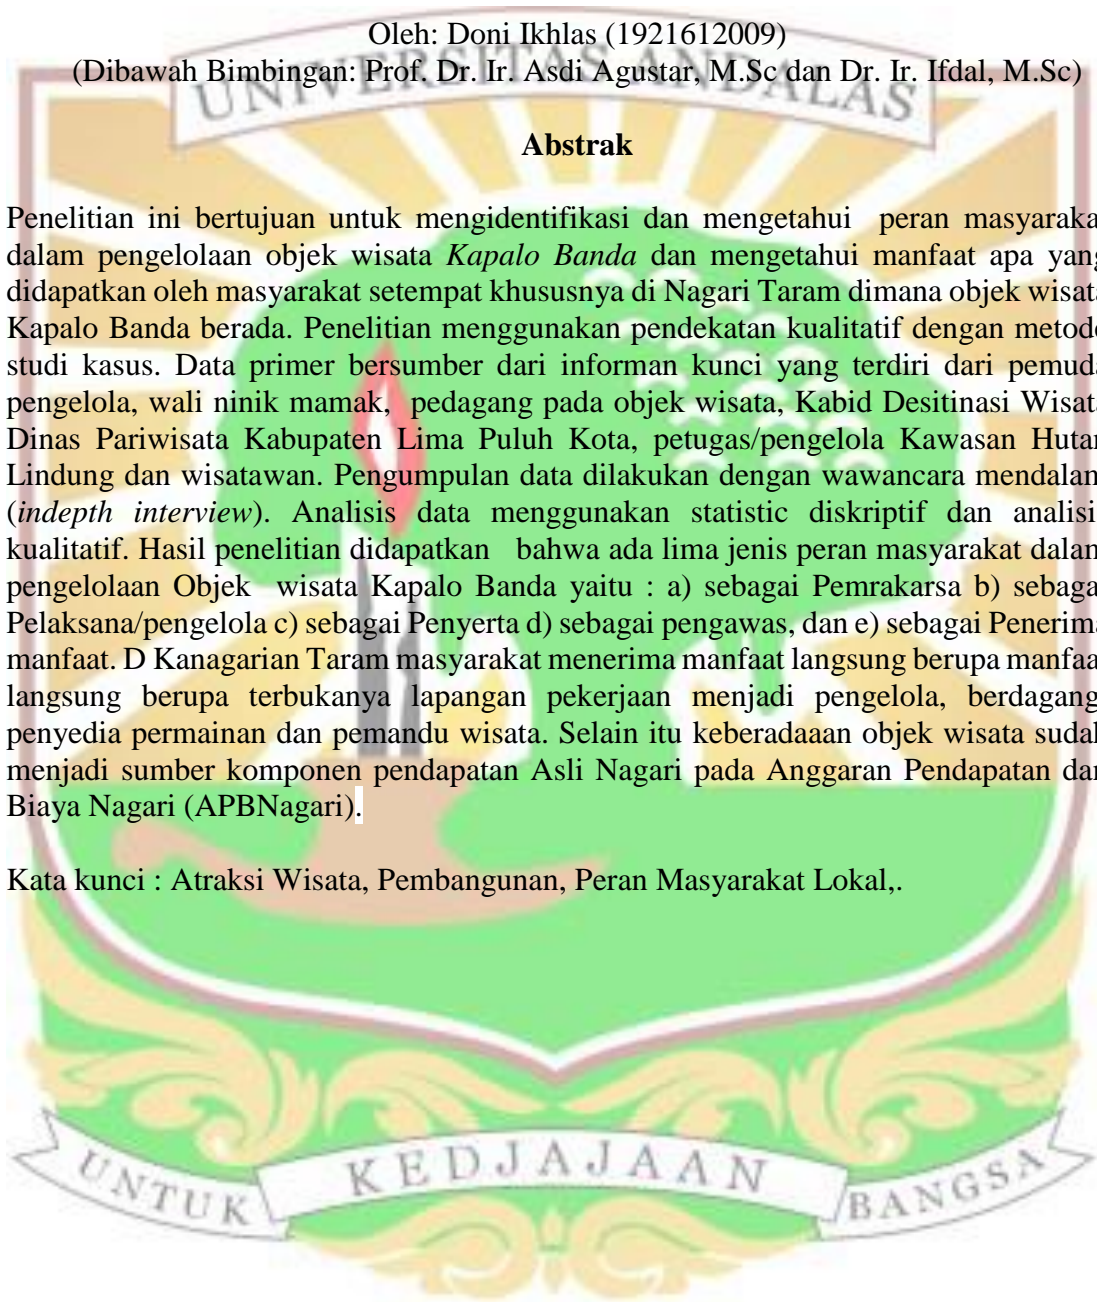 Oleh: Doni Ikhlas (1921612009)
(Dibawah Bimbingan: Prof. Dr. Ir. Asdi Agustar, M.Sc dan Dr. Ir. Ifdal, M.Sc)
UNIVERSITAS ANDALAS
Abstrak
Penelitian ini bertujuan untuk mengidentifikasi dan mengetahui peran masyaraka
dalam pengelolaan objek wisata Kapalo Banda dan mengetahui manfaat apa yang
didapatkan oleh masyarakat setempat khususnya di Nagari Taram dimana objek wisata
Kapalo Banda berada. Penelitian menggunakan pendekatan kualitatif dengan metode
studi kasus. Data primer bersumber dari informan kunci yang terdiri dari pemuda
pengelola, wali ninik mamak, pedagang pada objek wisata, Kabid Desitinasi Wisata
Dinas Pariwisata Kabupaten Lima Puluh Kota, petugas/pengelola Kawasan Hutan
Lindung dan wisatawan. Pengumpulan data dilakukan dengan wawancara mendalam
(indepth interview). Analisis data menggunakan statistic diskriptif dan analisi
kualitatif. Hasil penelitian didapatkan bahwa ada lima jenis peran masyarakat dalam
pengelolaan Objek wisata Kapalo Banda yaitu : a) sebagai Pemrakarsa b) sebaga
Pelaksana/pengelola c) sebagai Penyerta d) sebagai pengawas, dan e) sebagai Penerima
manfaat. D Kanagarian Taram masyarakat menerima manfaat langsung berupa manfaa
langsung berupa terbukanya lapangan pekerjaan menjadi pengelola, berdagang
penyedia permainan dan pemandu wisata. Selain itu keberadaaan objek wisata sudah
menjadi sumber komponen pendapatan Asli Nagari pada Anggaran Pendapatan dan
Biaya Nagari (APBNagari).
Kata kunci : Atraksi Wisata, Pembangunan, Peran Masyarakat Lokal,.
UNTUK KEDJAJAAN BANGSA